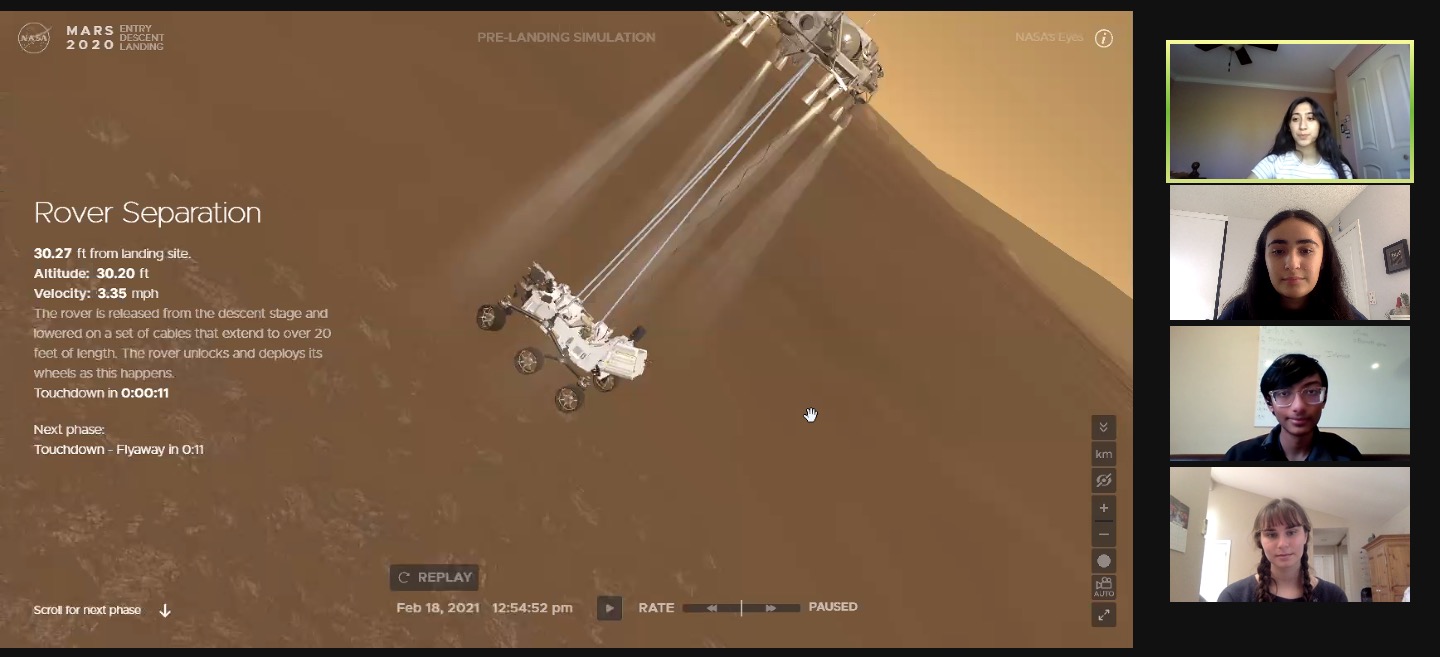 NASA
MARS
2020
ENTRY
DESCENT
LANDING
PRE-LANDING SIMULATION
NASA's Eyes
i
Rover Separation
30.27 ft from landing site.
Altitude: 30.20 ft
Velocity: 3.35 mph
The rover is released from the descent stage and
lowered on a set of cables that extend to over 20
feet of length. The rover unlocks and deploys its
wheels as this happens.
Touchdown in 0:00:11
Next phase:
Touchdown - Flyaway in 0:11
km
+
−
AUTO
REPLAY
Scroll for next phase
Feb 18, 2021 12:54:52 pm
RATE
PAUSED